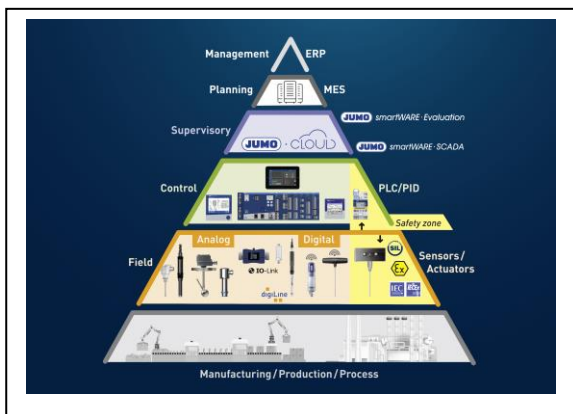 Management ERP
Planning MES
JUMO smartWARE·Evaluation
Supervisory
JUMO · CLOUD
JUMO smartWARE·SCADA
Control PLC/PID
Safety zone
Analog Digital
SIL
Field Sensors/
Actuators
IO-Link
Ex
digiLine
IEC
Manufacturing/Production/Process